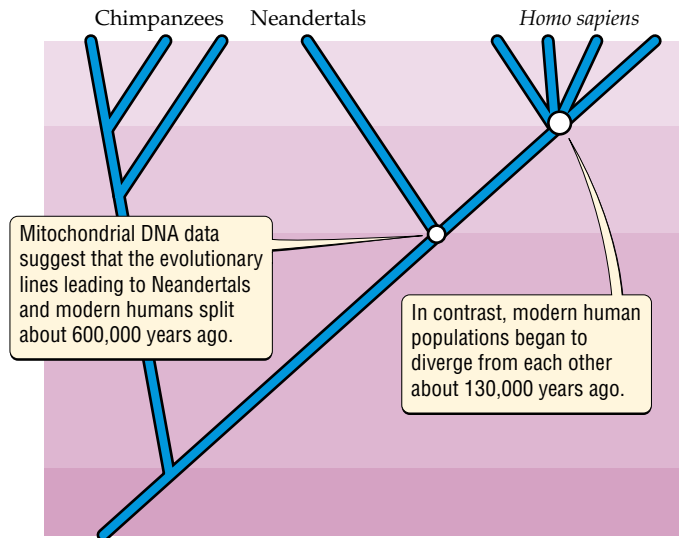 Chimpanzees Neandertals Homo sapiens
Mitochondrial DNA data
suggest that the evolutionary
lines leading to Neandertals
and modern humans split
about 600,000 years ago.
In contrast, modern human
populations began to
diverge from each other
about 130,000 years ago.